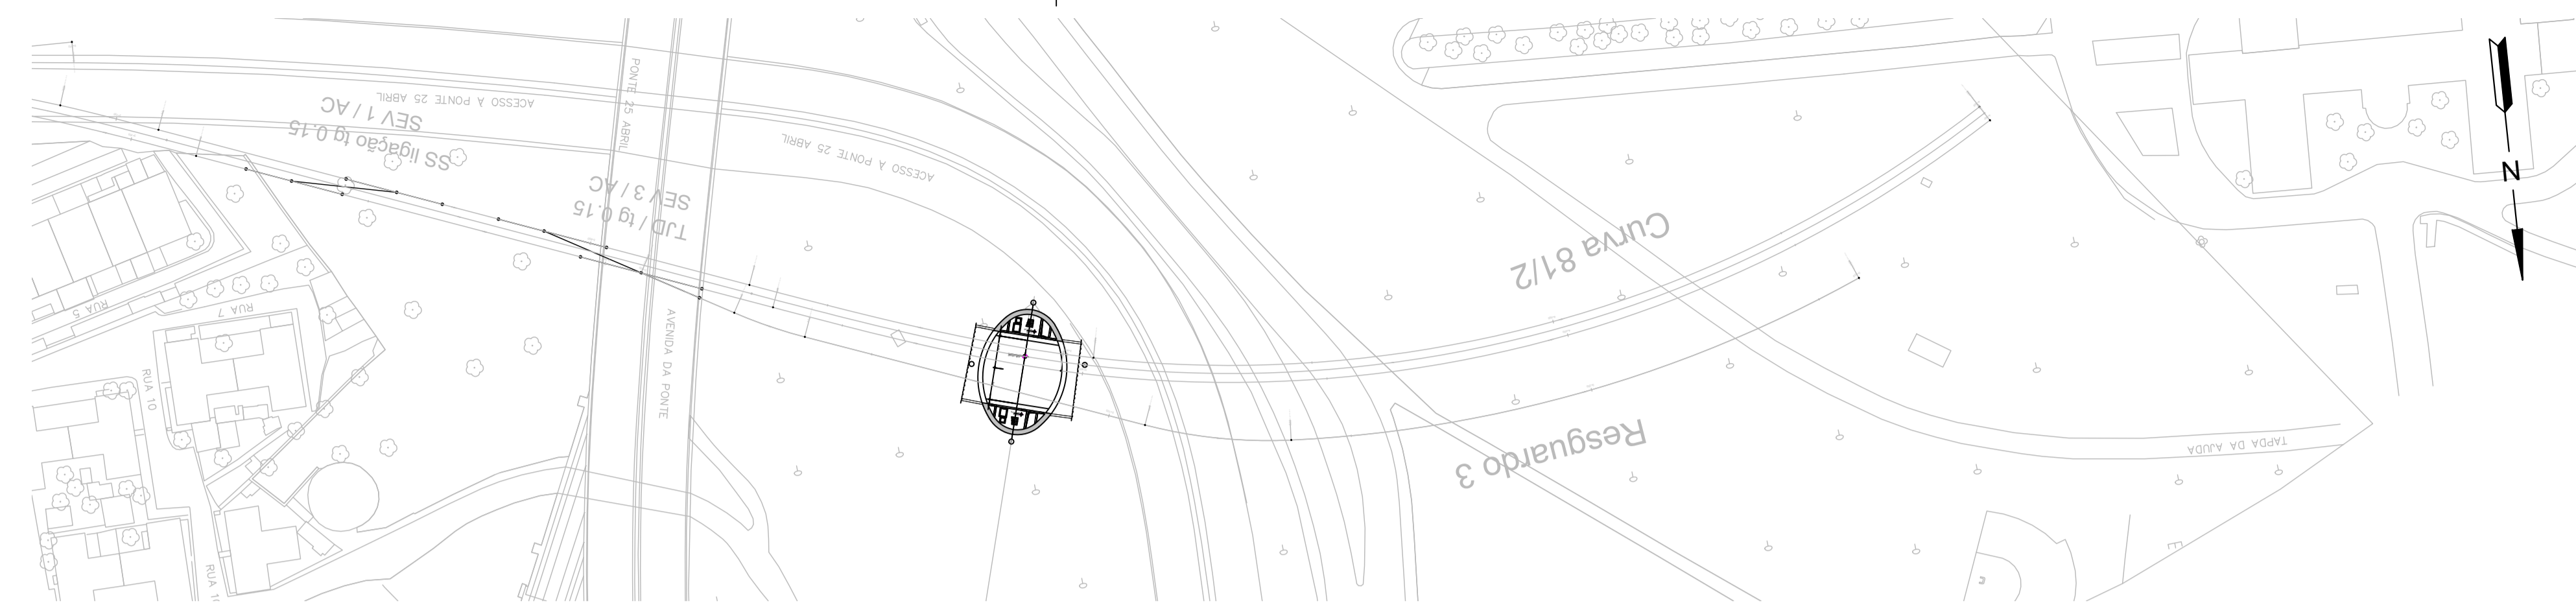 PONTE 25 ABRIL
ACESSO À PONTE 25 ABRIL
SEV 1 / AC
SS ligação tg 0.15
ACESSO À PONTE 25 ABRIL
SEV 3 / AC
TJD / tg 0.15
Curva 81/2
N
RUA 5
RUA 7
AVENIDA DA PONTE
RUA 10
Resguardo 3
TAPDA DA AJUDA
RUA 1